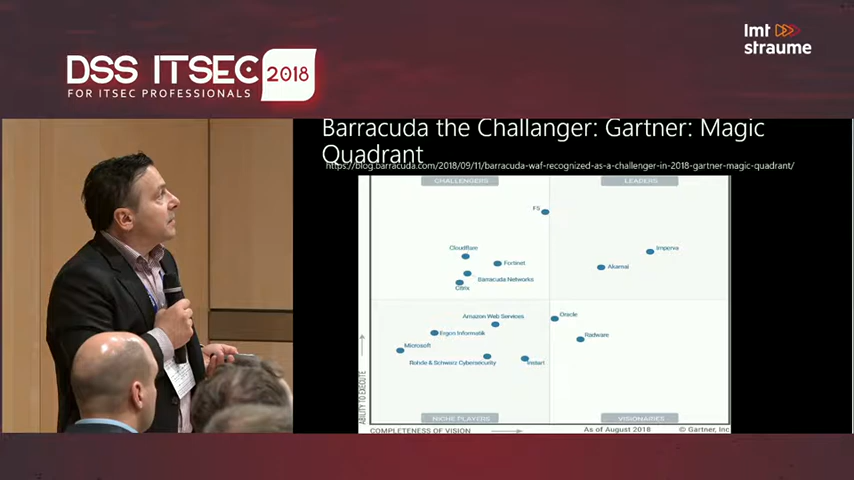 lmt
straume
DSS ITSEC 2018
FOR ITSEC PROFESSIONALS
Barracuda the Challanger: Gartner: Magic
Quadrant
https://blog.barracuda.com/2018/09/11/barracuda-waf-recognized-as-a-challenger-in-2018-gartner-magic-quadrant/
CHALLENGERS
LEADERS
F5
Cloudflare
Imperva
Fortinet
Akamai
Barracuda Networks
Citrix
Amazon Web Services
Oracle
Ergon Informatik
Radware
Microsoft
Rohde & Schwarz Cybersecurity
Instart
ABILITY TO EXECUTE
NICHE PLAYERS
VISIONARIES
COMPLETENESS OF VISION
As of August 2018
© Gartner, Inc